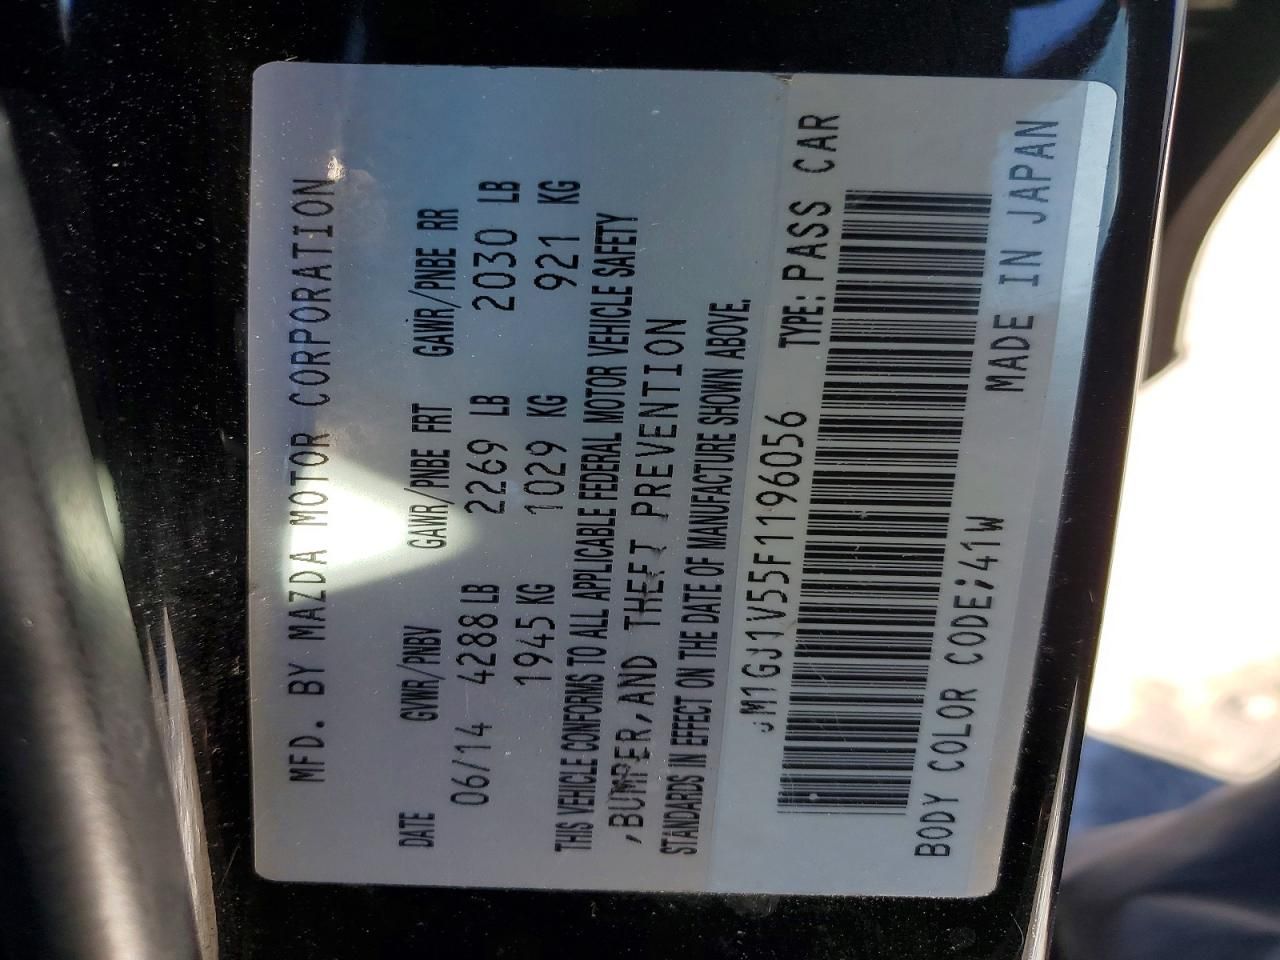 MFD. BY MAZDA MOTOR CORPORATION
DATE GVWR/PNBV GAWR/PNBE FRT GAWR/PNBE RR
06/14 4288 LB 2269 LB 2030 LB
1945 KG 1029 KG 921 KG
THIS VEHICLE CONFORMS TO ALL APPLICABLE FEDERAL MOTOR VEHICLE SAFETY
,BUMPER,AND THEFT PREVENTION
STANDARDS IN EFFECT ON THE DATE OF MANUFACTURE SHOWN ABOVE.
JM1GJ1V55F1196056 TYPE:PASS CAR
BODY COLOR CODE;41W MADE IN JAPAN